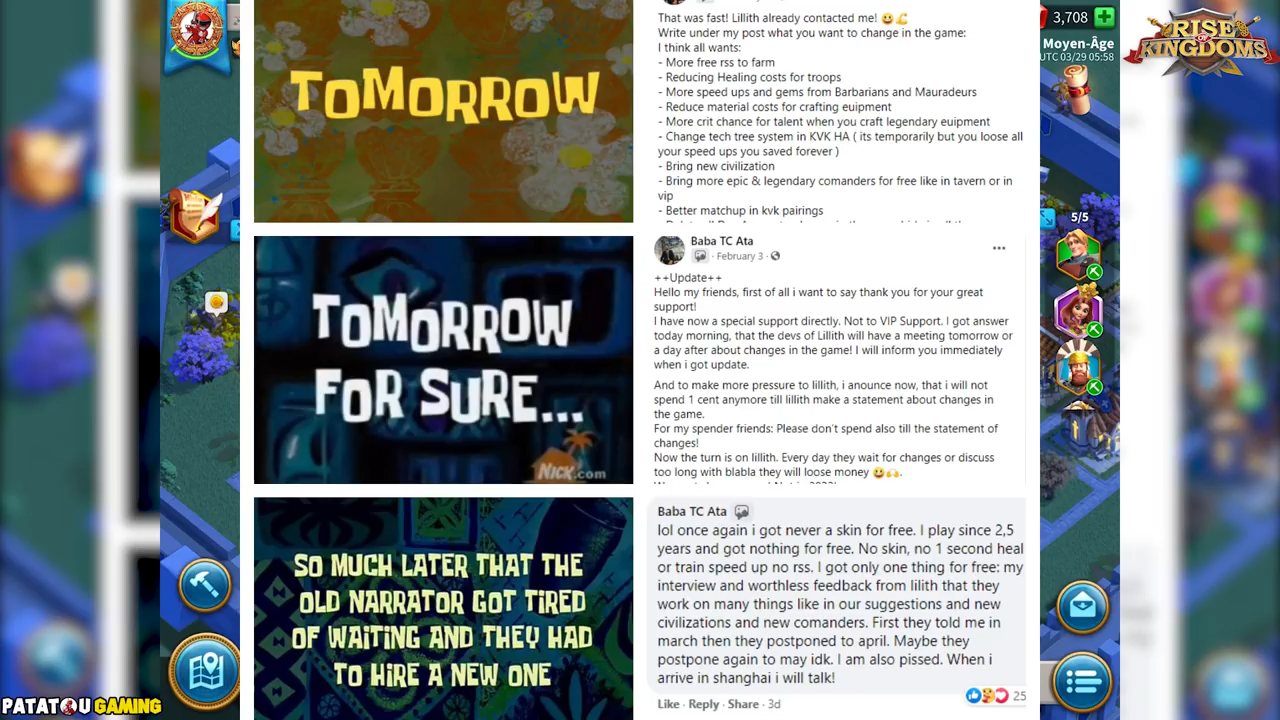 TOMORROW
That was fast! Lillith already contacted me! 😀💪
Write under my post what you want to change in the game:
I think all wants:
- More free rss to farm
- Reducing Healing costs for troops
- More speed ups and gems from Barbarians and Mauradeurs
- Reduce material costs for crafting euipment
- More crit chance for talent when you craft legendary euipment
- Change tech tree system in KVK HA ( its temporarily but you loose all
your speed ups you saved forever )
- Bring new civilization
- Bring more epic & legendary comanders for free like in tavern or in
vip
- Better matchup in kvk pairings
3,708
Moyen-Âge
UTC 03/29 05:58
RISE
OF
KINGDOMS
5/5
TOMORROW
FOR SURE...
NICK.com
Baba TC Ata
· February 3 ·
++Update++
Hello my friends, first of all i want to say thank you for your great
support!
I have now a special support directly. Not to VIP Support. I got answer
today morning, that the devs of Lillith will have a meeting tomorrow or
a day after about changes in the game! I will inform you immediately
when i got update.
And to make more pressure to lillith, i anounce now, that i will not
spend 1 cent anymore till lillith make a statement about changes in
the game.
For my spender friends: Please don't spend also till the statement of
changes!
Now the turn is on lillith. Every day they wait for changes or discuss
too long with blabla they will loose money 😀🙌.
SO MUCH LATER THAT THE
OLD NARRATOR GOT TIRED
OF WAITING AND THEY HAD
TO HIRE A NEW ONE
Baba TC Ata
lol once again i got never a skin for free. I play since 2,5
years and got nothing for free. No skin, no 1 second heal
or train speed up no rss. I got only one thing for free: my
interview and worthless feedback from lilith that they
work on many things like in our suggestions and new
civilizations and new comanders. First they told me in
march then they postponed to april. Maybe they
postpone again to may idk. I am also pissed. When i
arrive in shanghai i will talk!
25
Like · Reply · Share · 3d
PATATOU GAMING